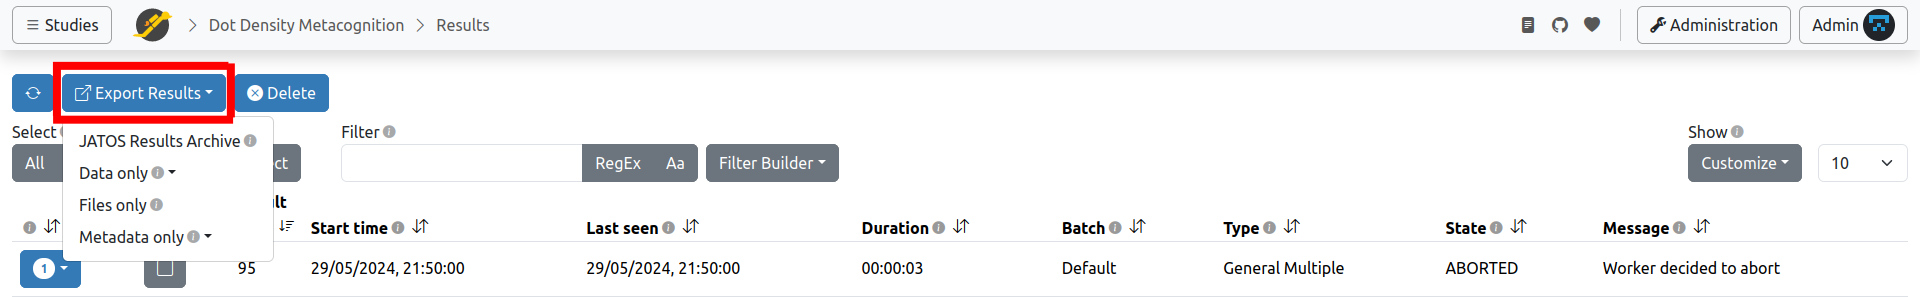 Studies Dot Density Metacognition Results Administration Admin
Export Results Delete
Select Filter Show
JATOS Results Archive
All ct RegEx Aa Filter Builder Customize 10
Data only
Files only
lt
Start time Last seen Duration Batch Type State Message
Metadata only
1 95 29/05/2024, 21:50:00 29/05/2024, 21:50:00 00:00:03 Default General Multiple ABORTED Worker decided to abort